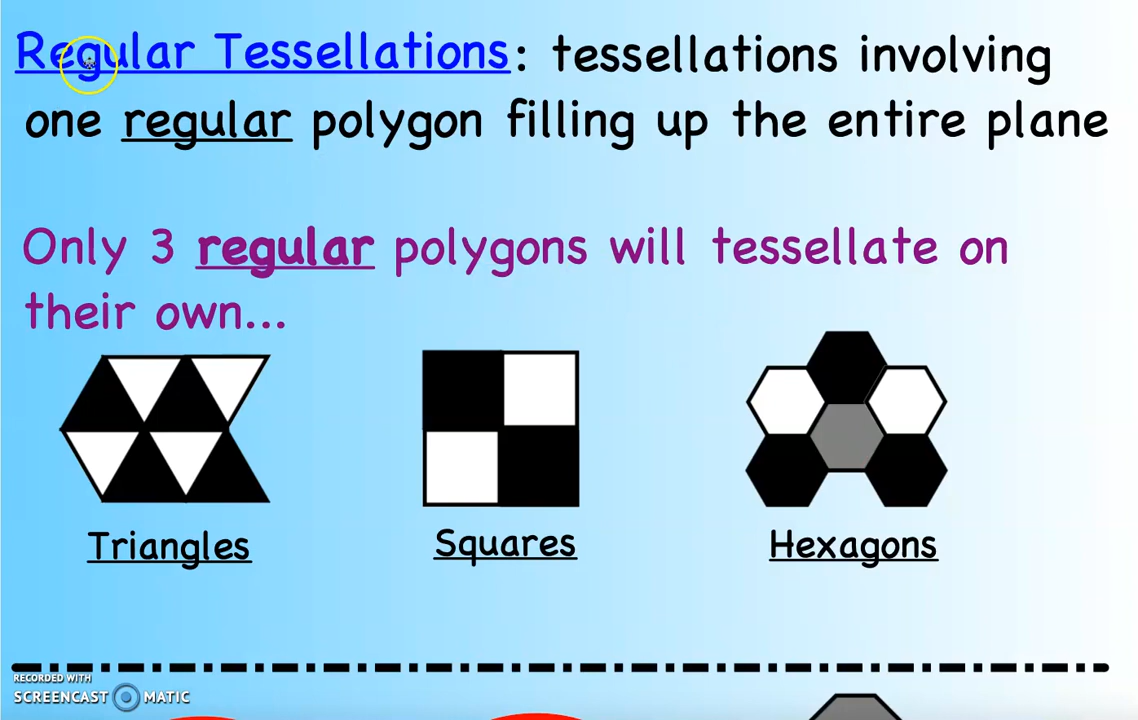 Regular Tessellations: tessellations involving
one regular polygon filling up the entire plane
Only 3 regular polygons will tessellate on
their own...
Triangles
Squares
Hexagons
RECORDED WITH
SCREENCAST MATIC